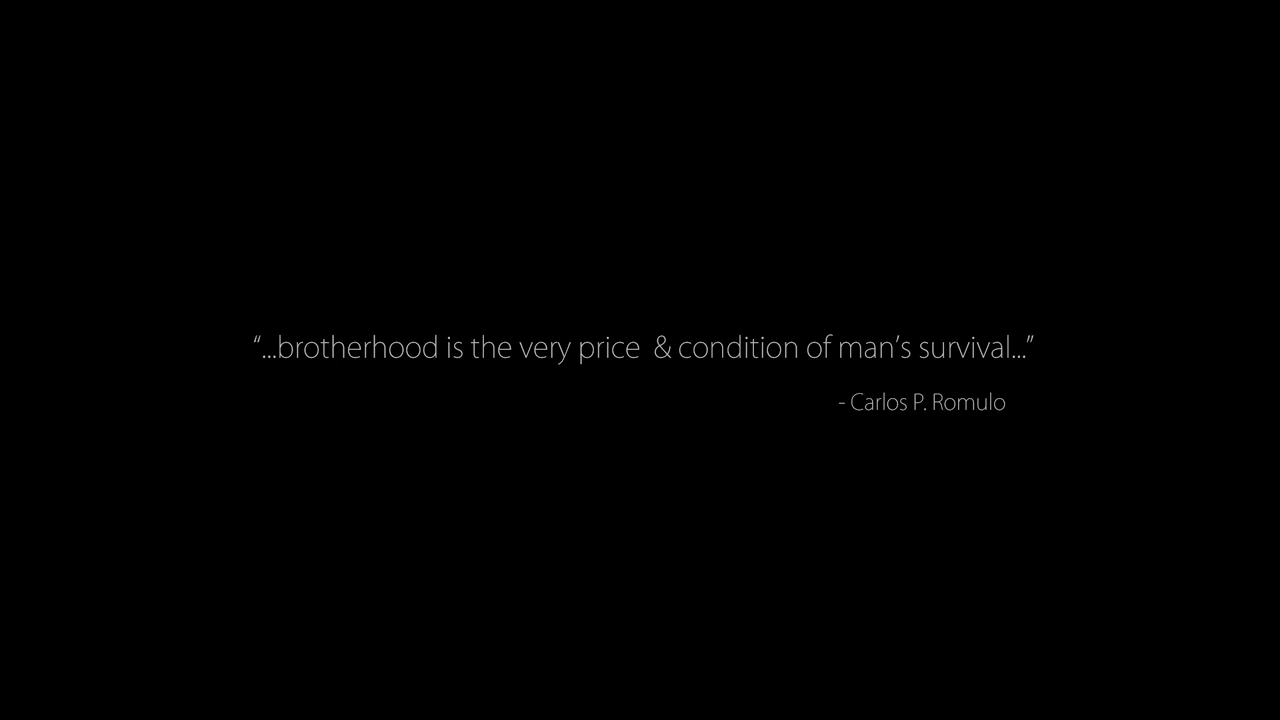 “...brotherhood is the very price  & condition of man’s survival...”
- Carlos P. Romulo